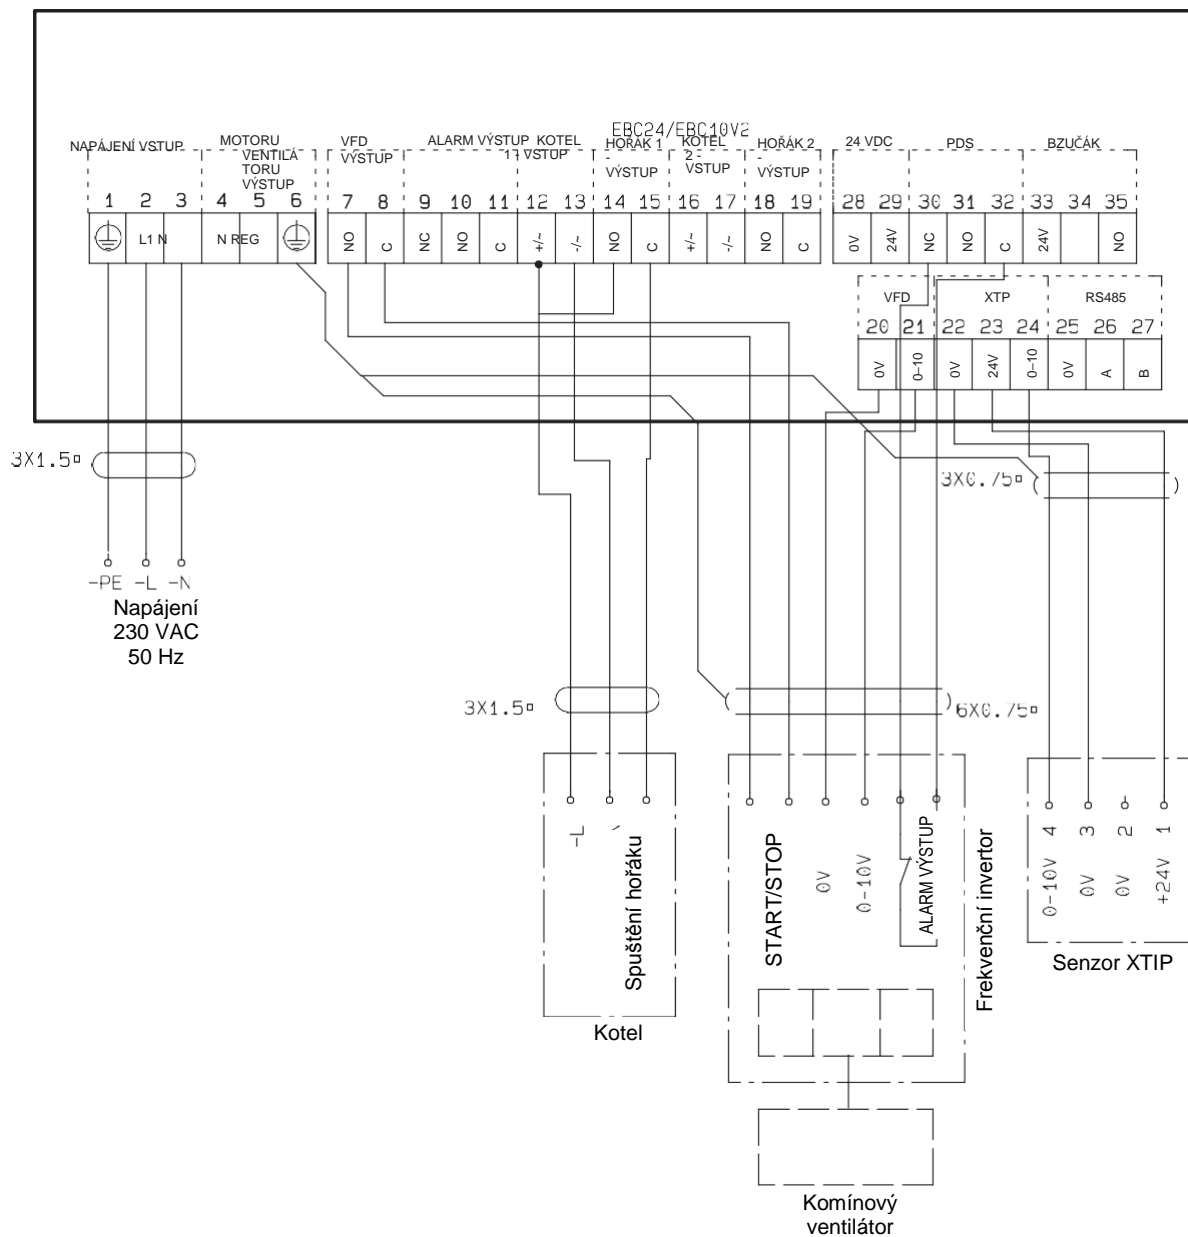 EBC24/EBC10V2
NAPÁJENÍ VSTUP
MOTORU
VENTILÁ
TORU
VÝSTUP
VFD
VÝSTUP
ALARM VÝSTUP
KOTEL
1 - VSTUP
HOŘÁK 1
-
VÝSTUP
KOTEL
2 -
VSTUP
HOŘÁK 2
-
VÝSTUP
24 VDC
PDS
BZUČÁK
1 2 3 4 5 6 7 8 9 10 11 12 13 14 15 16 17 18 19 28 29 30 31 32 33 34 35
L1 N
N REG
NO C NC NO C +/~ -/~ NO C +/~ -/~ NO C 0V 24V NC NO C 24V NO
VFD XTP RS485
20 21 22 23 24 25 26 27
0V 0–10 0V 24V 0–10 0V A B
3X1.5
3X0.75
-PE -L -N
Napájení
230 VAC
50 Hz
3X1.5
6X0.75
-L
Spuštění hořáku
Kotel
START/STOP
0V
0-10V
ALARM VÝSTUP
Frekvenční invertor
4 3 2 1
0-10V 0V 0V +24V
Senzor XTIP
Komínový
ventilátor